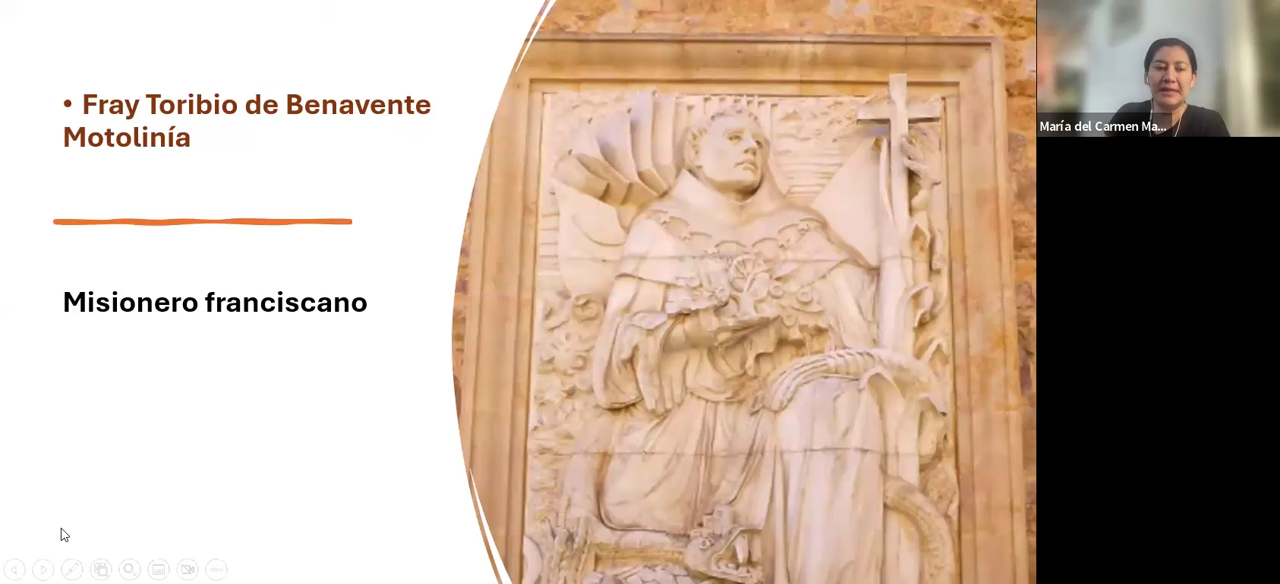 • Fray Toribio de Benavente
Motolinía
Misionero franciscano
María del Carmen Ma...